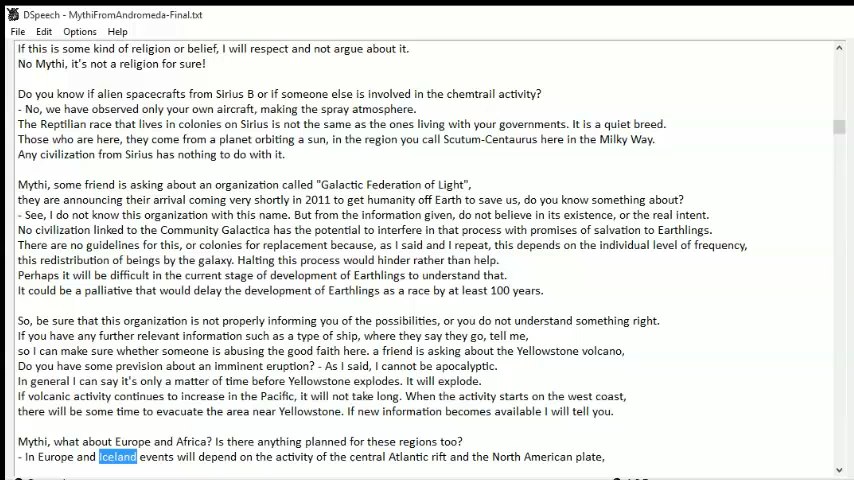 DSpeech - MythiFromAndromeda-Final.txt
File Edit Options Help
If this is some kind of religion or belief, I will respect and not argue about it.
No Mythi, it's not a religion for sure!
Do you know if alien spacecrafts from Sirius B or if someone else is involved in the chemtrail activity?
- No, we have observed only your own aircraft, making the spray atmosphere.
The Reptilian race that lives in colonies on Sirius is not the same as the ones living with your governments. It is a quiet breed.
Those who are here, they come from a planet orbiting a sun, in the region you call Scutum-Centaurus here in the Milky Way.
Any civilization from Sirius has nothing to do with it.
Mythi, some friend is asking about an organization called "Galactic Federation of Light",
they are announcing their arrival coming very shortly in 2011 to get humanity off Earth to save us, do you know something about?
- See, I do not know this organization with this name. But from the information given, do not believe in its existence, or the real intent.
No civilization linked to the Community Galactica has the potential to interfere in that process with promises of salvation to Earthlings.
There are no guidelines for this, or colonies for replacement because, as I said and I repeat, this depends on the individual level of frequency,
this redistribution of beings by the galaxy. Halting this process would hinder rather than help.
Perhaps it will be difficult in the current stage of development of Earthlings to understand that.
It could be a palliative that would delay the development of Earthlings as a race by at least 100 years.
So, be sure that this organization is not properly informing you of the possibilities, or you do not understand something right.
If you have any further relevant information such as a type of ship, where they say they go, tell me,
so I can make sure whether someone is abusing the good faith here. a friend is asking about the Yellowstone volcano,
Do you have some prevision about an imminent eruption? - As I said, I cannot be apocalyptic.
In general I can say it's only a matter of time before Yellowstone explodes. It will explode.
If volcanic activity continues to increase in the Pacific, it will not take long. When the activity starts on the west coast,
there will be some time to evacuate the area near Yellowstone. If new information becomes available I will tell you.
Mythi, what about Europe and Africa? Is there anything planned for these regions too?
- In Europe and Iceland events will depend on the activity of the central Atlantic rift and the North American plate,